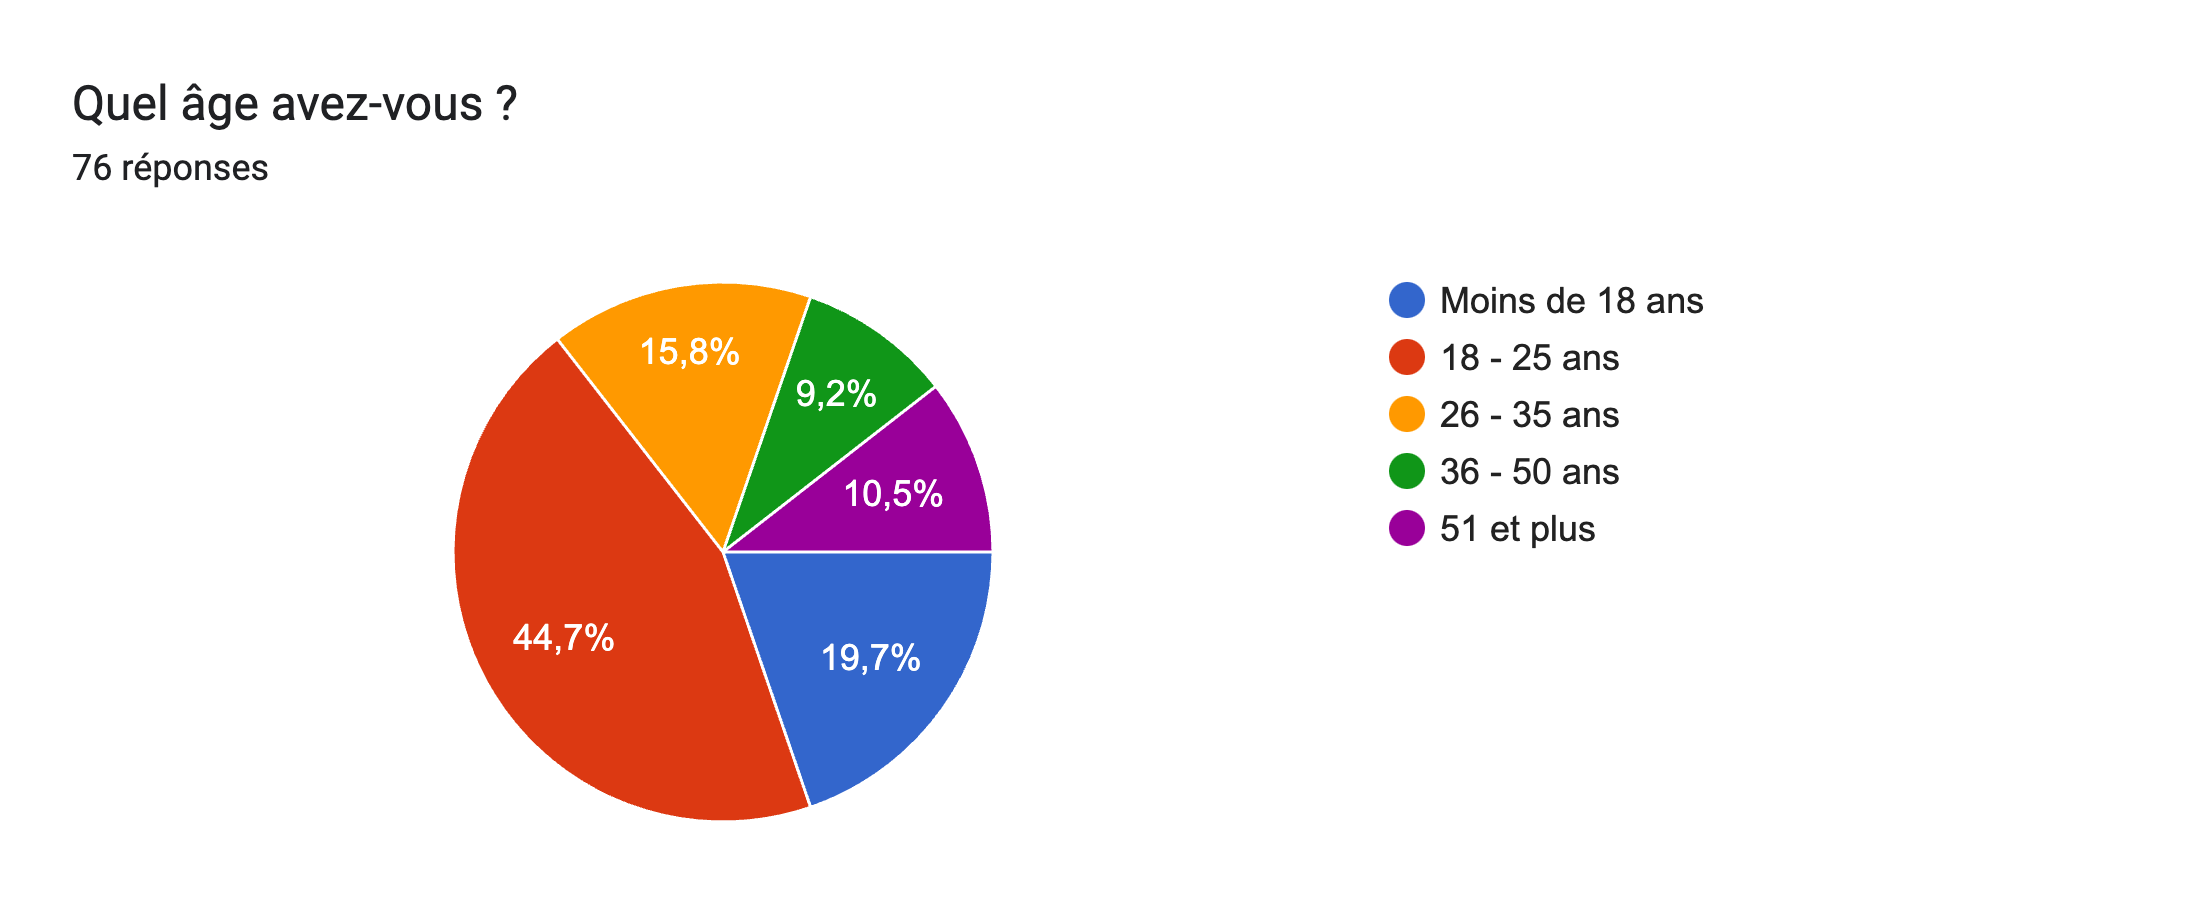 Quel âge avez-vous ?
76 réponses
15,8%
9,2%
10,5%
44,7%
19,7%
Moins de 18 ans
18 - 25 ans
26 - 35 ans
36 - 50 ans
51 et plus